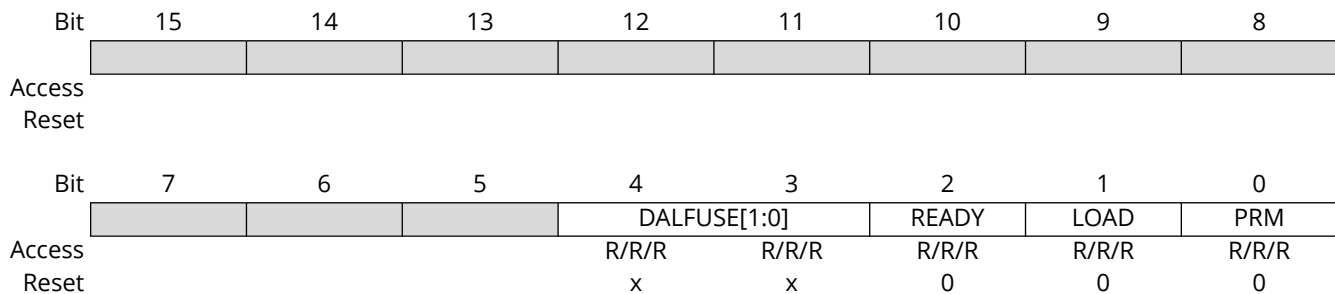 Bit 15 14 13 12 11 10 9 8
Access
Reset
Bit 7 6 5 4 3 2 1 0
DALFUSE[1:0] READY LOAD PRM
Access R/R/R R/R/R R/R/R R/R/R R/R/R
Reset x x 0 0 0